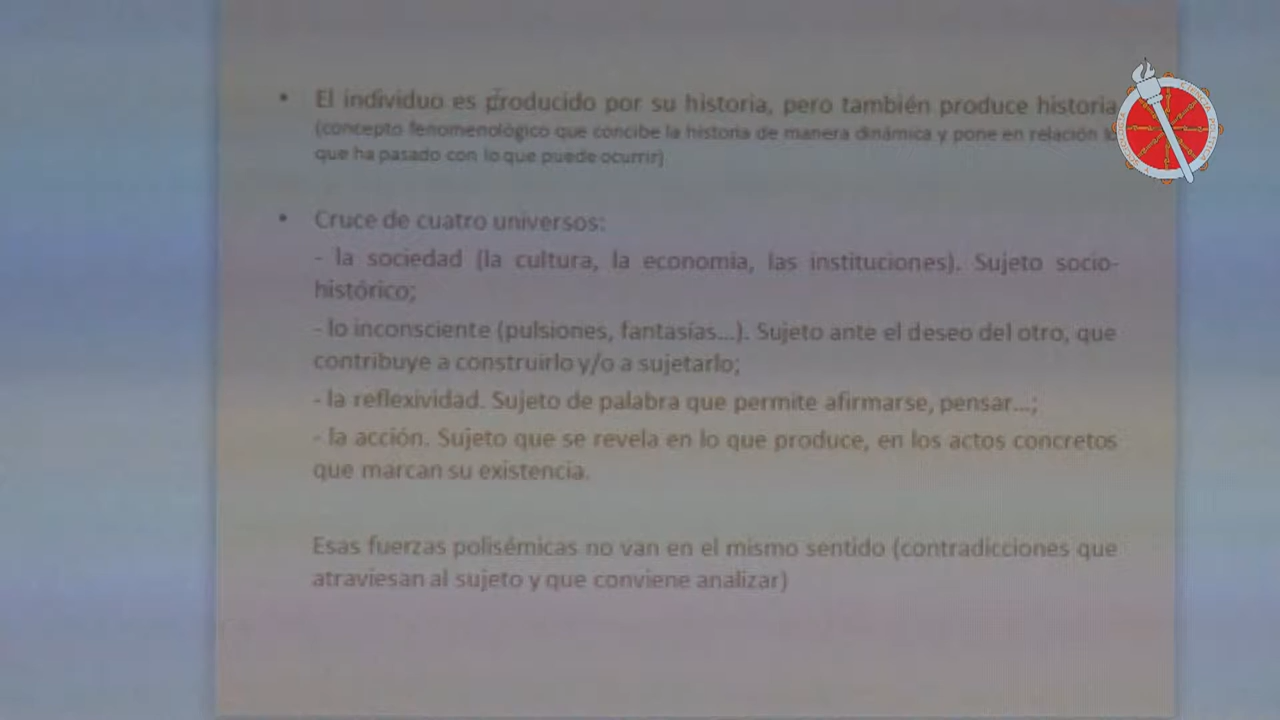 • El individuo es producido por su historia, pero también produce historia
(concepto fenomenológico que concibe la historia de manera dinámica y pone en relación lo
que ha pasado con lo que puede ocurrir)
• Cruce de cuatro universos:
- la sociedad (la cultura, la economia, las instituciones). Sujeto socio-
histórico;
- lo inconsciente (pulsiones, fantasías...). Sujeto ante el deseo del otro, que
contribuye a construirlo y/o a sujetarlo;
- la reflexividad. Sujeto de palabra que permite afirmarse, pensar...;
- la acción. Sujeto que se revela en lo que produce, en los actos concretos
que marcan su existencia.
Esas fuerzas polisémicas no van en el mismo sentido (contradicciones que
atraviesan al sujeto y que conviene analizar)
CIENCIA POLÍTICA Y SOCIOLOGÍA